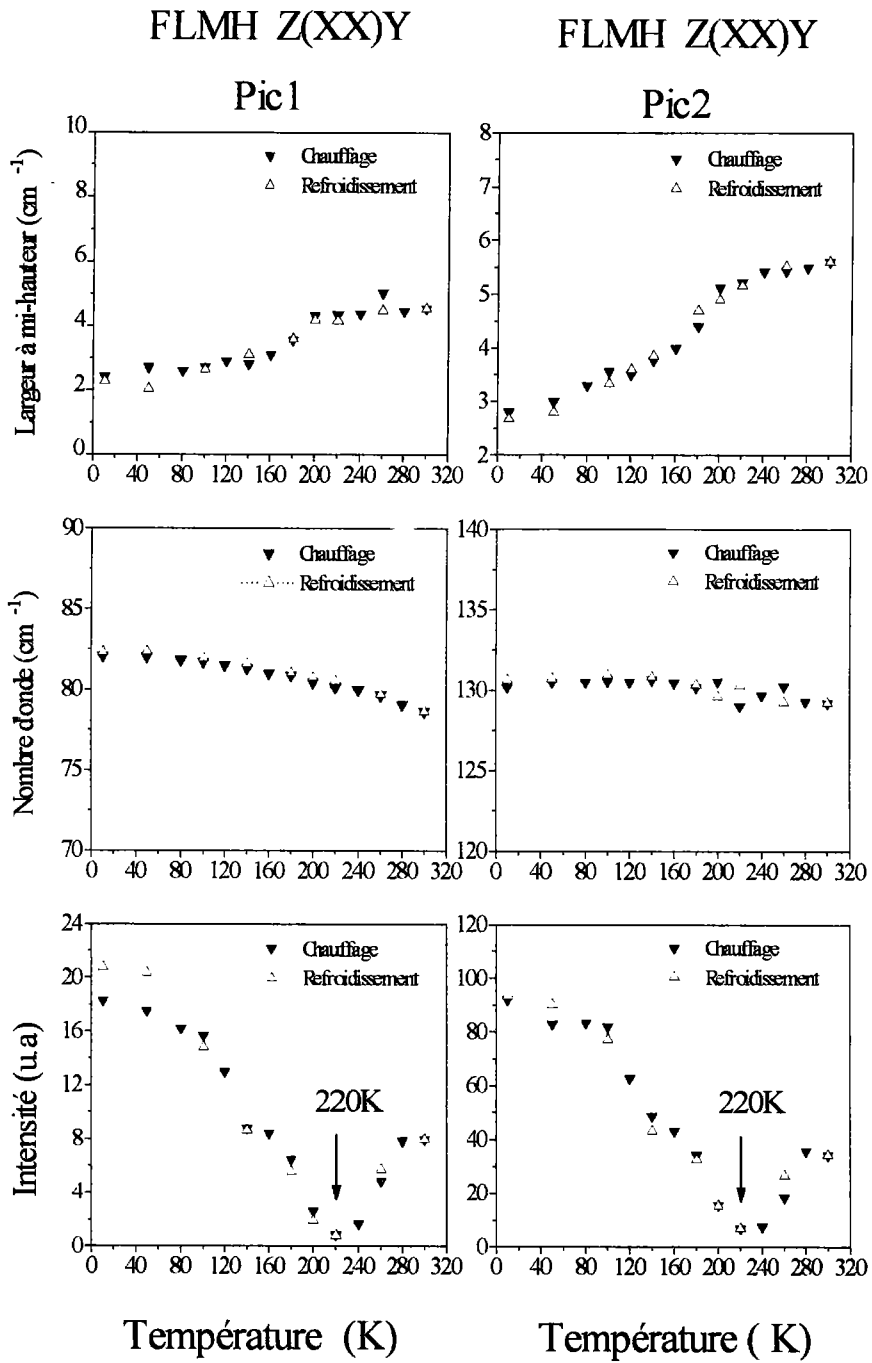 FLMH Z(XX)Y
FLMH Z(XX)Y
Pic1
Pic2
Largeur à mi-hauteur (cm⁻¹)
10
8
6
4
2
0
Chauffage
Refroidissement
0 40 80 120 160 200 240 280 320
8
7
6
5
4
3
2
Chauffage
Refroidissement
0 40 80 120 160 200 240 280 320
Nombre donde (cm⁻¹)
90
85
80
75
70
Chauffage
Refroidissement
0 40 80 120 160 200 240 280 320
140
135
130
125
120
Chauffage
Refroidissement
0 40 80 120 160 200 240 280 320
Intensité (u.a)
24
20
16
12
8
4
0
Chauffage
Refroidissement
220K
0 40 80 120 160 200 240 280 320
120
100
80
60
40
20
0
Chauffage
Refroidissement
220K
0 40 80 120 160 200 240 280 320
Température (K)
Température ( K)